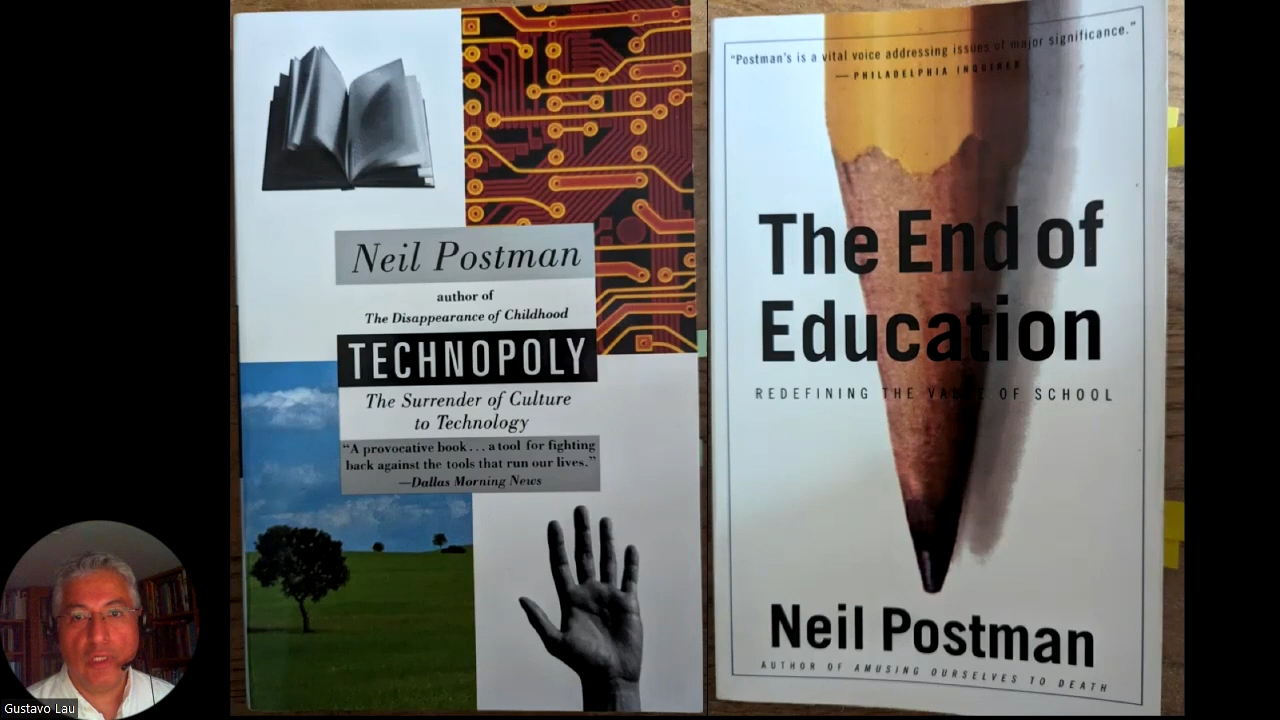 Neil Postman
author of
The Disappearance of Childhood
TECHNOPOLY
The Surrender of Culture
to Technology
“A provocative book . . . a tool for fighting
back against the tools that run our lives.”
—Dallas Morning News
“Postman's is a vital voice addressing issues of major significance.”
— PHILADELPHIA INQUIRER
The End of
Education
REDEFINING THE VALUE OF SCHOOL
Neil Postman
AUTHOR OF AMUSING OURSELVES TO DEATH
Gustavo Lau